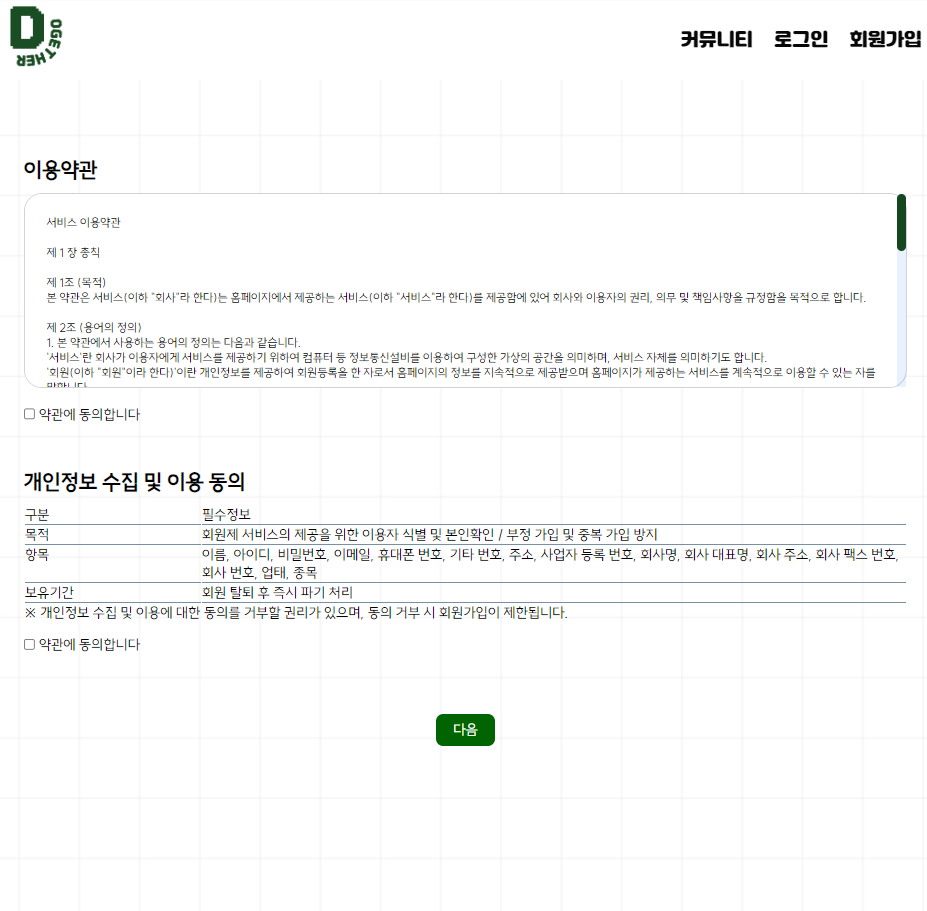 DOGETHER
커뮤니티 로그인 회원가입
이용약관
서비스 이용약관
제 1 장 총칙
제 1조 (목적)
본 약관은 서비스(이하 "회사"라 한다)는 홈페이지에서 제공하는 서비스(이하 "서비스"라 한다)를 제공함에 있어 회사와 이용자의 권리, 의무 및 책임사항을 규정함을 목적으로 합니다.
제 2조 (용어의 정의)
1. 본 약관에서 사용하는 용어의 정의는 다음과 같습니다.
'서비스'란 회사가 이용자에게 서비스를 제공하기 위하여 컴퓨터 등 정보통신설비를 이용하여 구성한 가상의 공간을 의미하며, 서비스 자체를 의미하기도 합니다.
'회원(이하 "회원"이라 한다)'이란 개인정보를 제공하여 회원등록을 한 자로서 홈페이지의 정보를 지속적으로 제공받으며 홈페이지가 제공하는 서비스를 계속적으로 이용할 수 있는 자를
말합니다.
약관에 동의합니다
개인정보 수집 및 이용 동의
구분 필수정보
목적 회원제 서비스의 제공을 위한 이용자 식별 및 본인확인 / 부정 가입 및 중복 가입 방지
항목 이름, 아이디, 비밀번호, 이메일, 휴대폰 번호, 기타 번호, 주소, 사업자 등록 번호, 회사명, 회사 대표명, 회사 주소, 회사 팩스 번호,
회사 번호, 업태, 종목
보유기간 회원 탈퇴 후 즉시 파기 처리
※ 개인정보 수집 및 이용에 대한 동의를 거부할 권리가 있으며, 동의 거부 시 회원가입이 제한됩니다.
약관에 동의합니다
다음